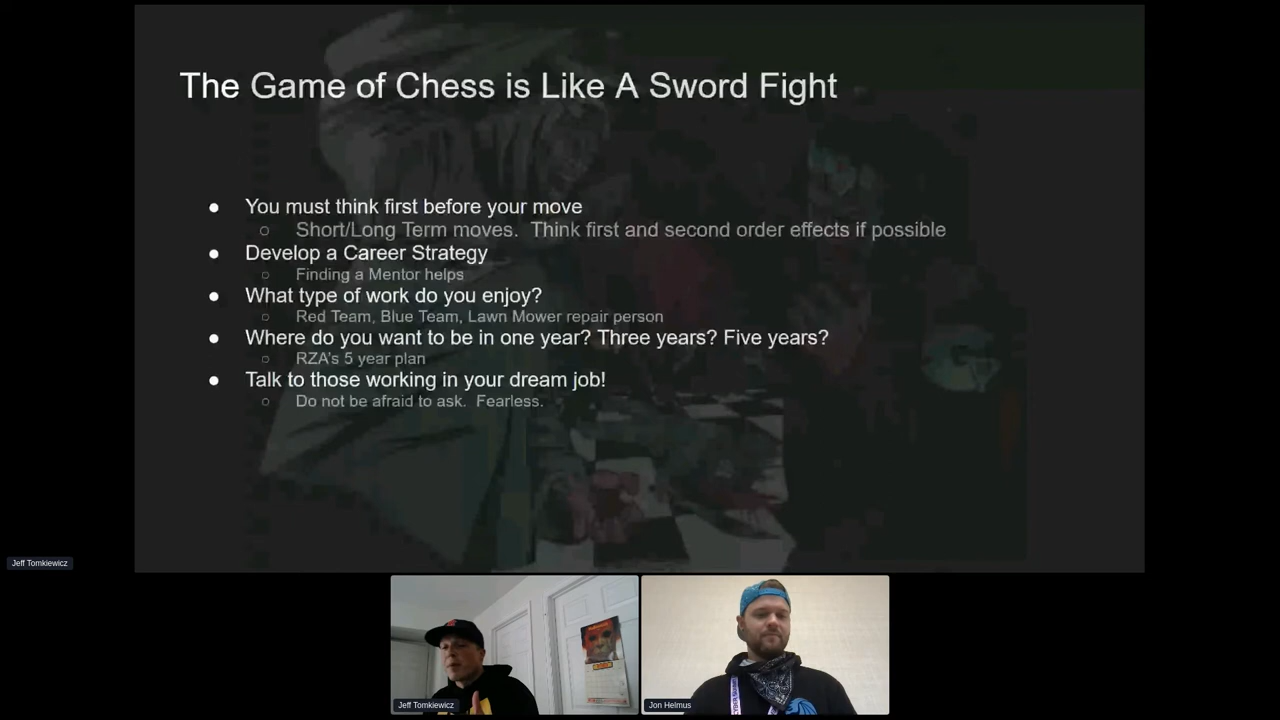 The Game of Chess is Like A Sword Fight
● You must think first before your move
○ Short/Long Term moves. Think first and second order effects if possible
● Develop a Career Strategy
○ Finding a Mentor helps
● What type of work do you enjoy?
○ Red Team, Blue Team, Lawn Mower repair person
● Where do you want to be in one year? Three years? Five years?
○ RZA's 5 year plan
● Talk to those working in your dream job!
○ Do not be afraid to ask. Fearless.
Jeff Tomkiewicz
Jeff Tomkiewicz
Jon Helmus